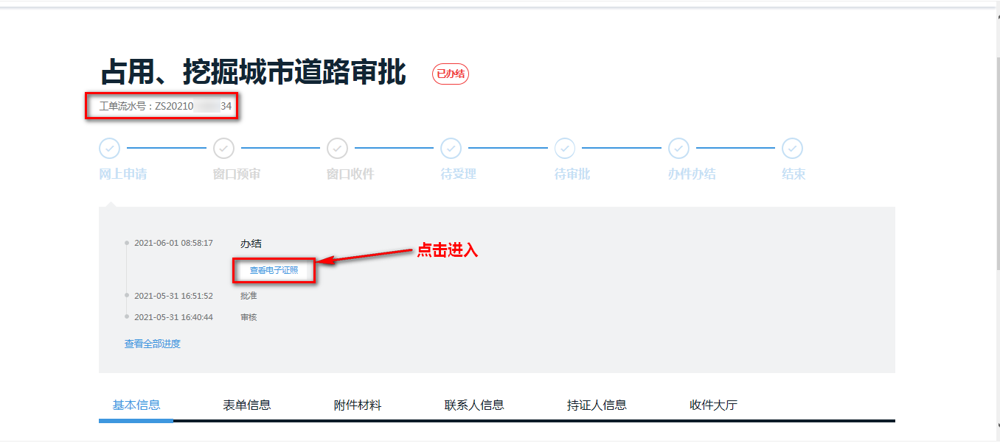 占用、挖掘城市道路审批 已办结
工单流水号：ZS20210 34
网上申请 窗口预审 窗口收件 待受理 待审批 办件办结 结束
2021-06-01 08:58:17 办结
点击进入
查看电子证照
2021-05-31 16:51:52 批准
2021-05-31 16:40:44 审核
查看全部进度
基本信息 表单信息 附件材料 联系人信息 持证人信息 收件大厅